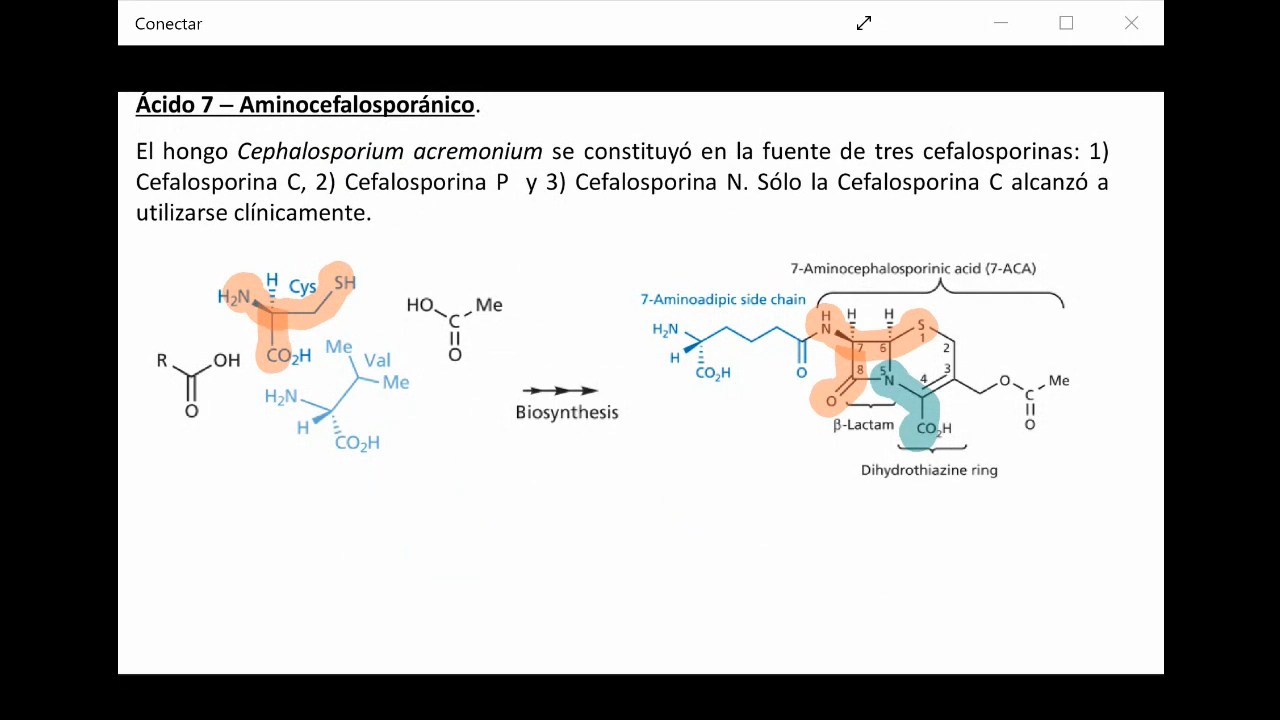 Conectar
Ácido 7 – Aminocefalosporánico.
El hongo Cephalosporium acremonium se constituyó en la fuente de tres cefalosporinas: 1)
Cefalosporina C, 2) Cefalosporina P y 3) Cefalosporina N. Sólo la Cefalosporina C alcanzó a
utilizarse clínicamente.
7-Aminocephalosporinic acid (7-ACA)
7-Aminoadipic side chain
H₂N H Cys SH
CO₂H
HO C Me
O
R OH
O
Me Val
Me
H₂N
H
CO₂H
Biosynthesis
H₂N
H
CO₂H
O
H
N
H H
S
1
7 6
2
8 5
N
4 3
O
O Me
C
O
CO₂H
β-Lactam
Dihydrothiazine ring